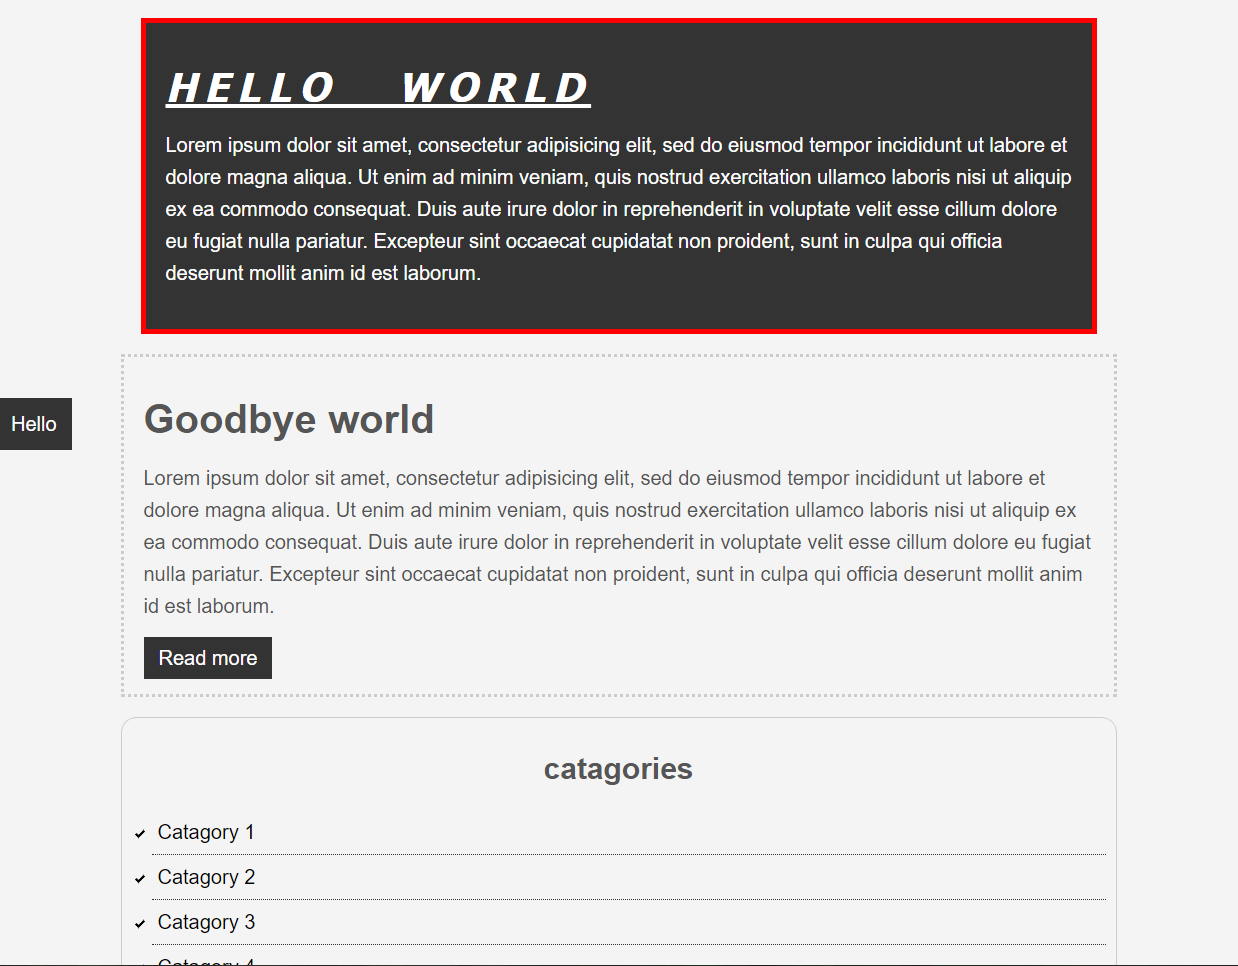 HELLO WORLD
Lorem ipsum dolor sit amet, consectetur adipisicing elit, sed do eiusmod tempor incididunt ut labore et
dolore magna aliqua. Ut enim ad minim veniam, quis nostrud exercitation ullamco laboris nisi ut aliquip
ex ea commodo consequat. Duis aute irure dolor in reprehenderit in voluptate velit esse cillum dolore
eu fugiat nulla pariatur. Excepteur sint occaecat cupidatat non proident, sunt in culpa qui officia
deserunt mollit anim id est laborum.
Hello
Goodbye world
Lorem ipsum dolor sit amet, consectetur adipisicing elit, sed do eiusmod tempor incididunt ut labore et
dolore magna aliqua. Ut enim ad minim veniam, quis nostrud exercitation ullamco laboris nisi ut aliquip ex
ea commodo consequat. Duis aute irure dolor in reprehenderit in voluptate velit esse cillum dolore eu fugiat
nulla pariatur. Excepteur sint occaecat cupidatat non proident, sunt in culpa qui officia deserunt mollit anim
id est laborum.
Read more
catagories
Catagory 1
Catagory 2
Catagory 3
Catagory 4